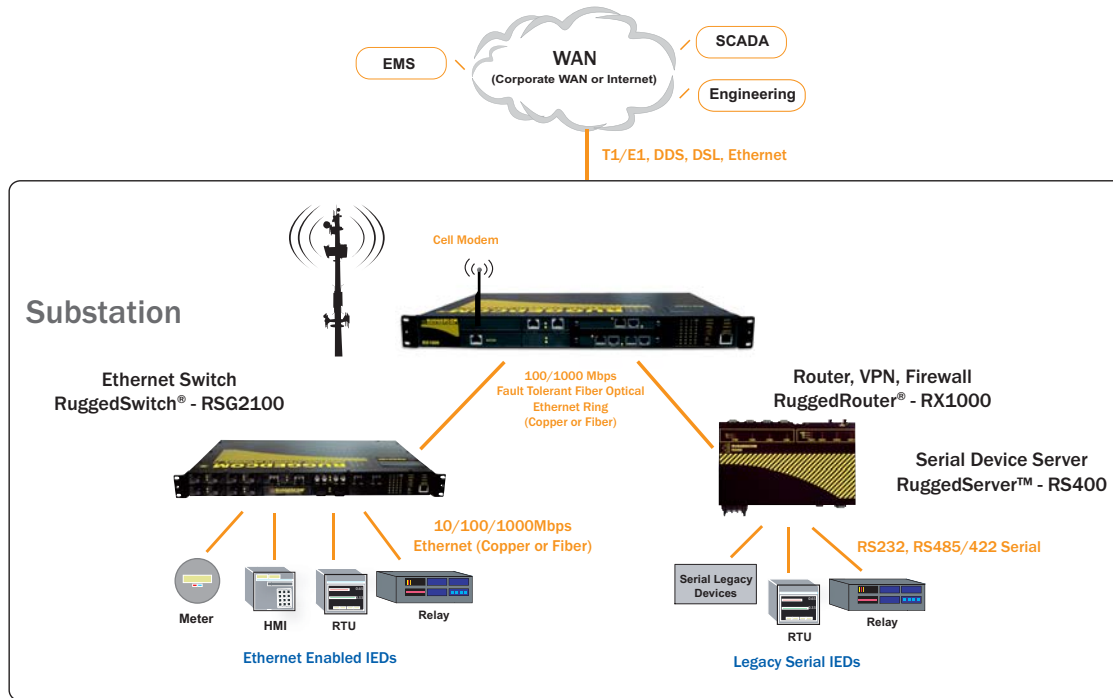 WAN
(Corporate WAN or Internet)
EMS
SCADA
Engineering
T1/E1, DDS, DSL, Ethernet
Substation
Cell Modem
RUGGEDCOM
RX1000
100/1000 Mbps
Fault Tolerant Fiber Optical
Ethernet Ring
(Copper or Fiber)
Ethernet Switch
RuggedSwitch® - RSG2100
Router, VPN, Firewall
RuggedRouter® - RX1000
RUGGEDCOM
Serial Device Server
RuggedServer™ - RS400
10/100/1000Mbps
Ethernet (Copper or Fiber)
RS232, RS485/422 Serial
Meter
HMI
RTU
Relay
Serial Legacy
Devices
RTU
Relay
Ethernet Enabled IEDs
Legacy Serial IEDs